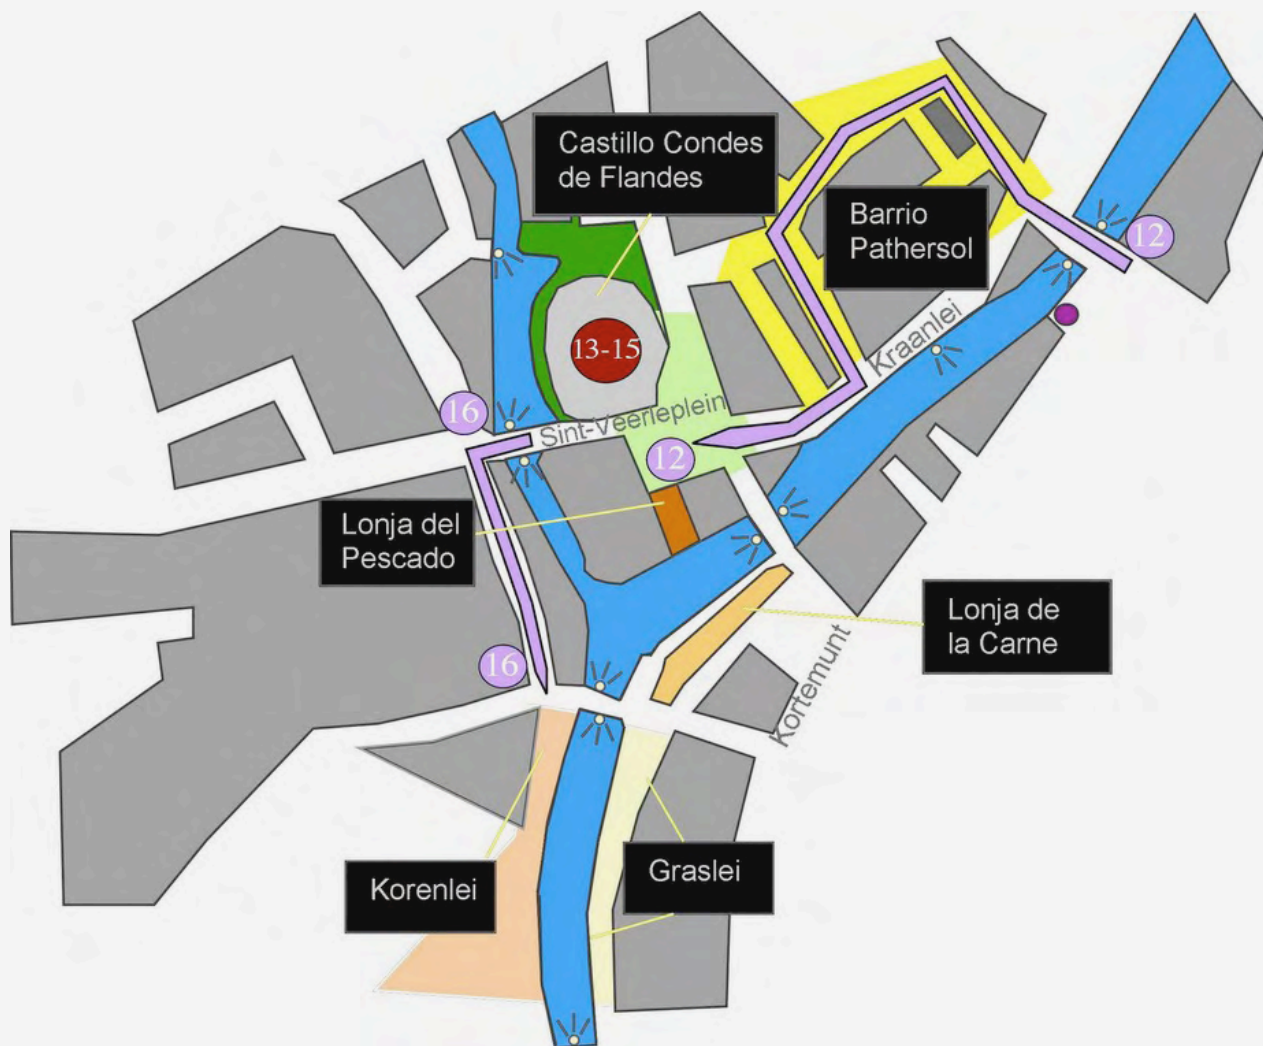 Castillo Condes
de Flandes
Barrio
Pathersol
12
13-15
Kraanlei
16
Sint-Veerleplein
12
Lonja del
Pescado
Lonja de
la Carne
16
Kortemunt
Korenlei
Graslei